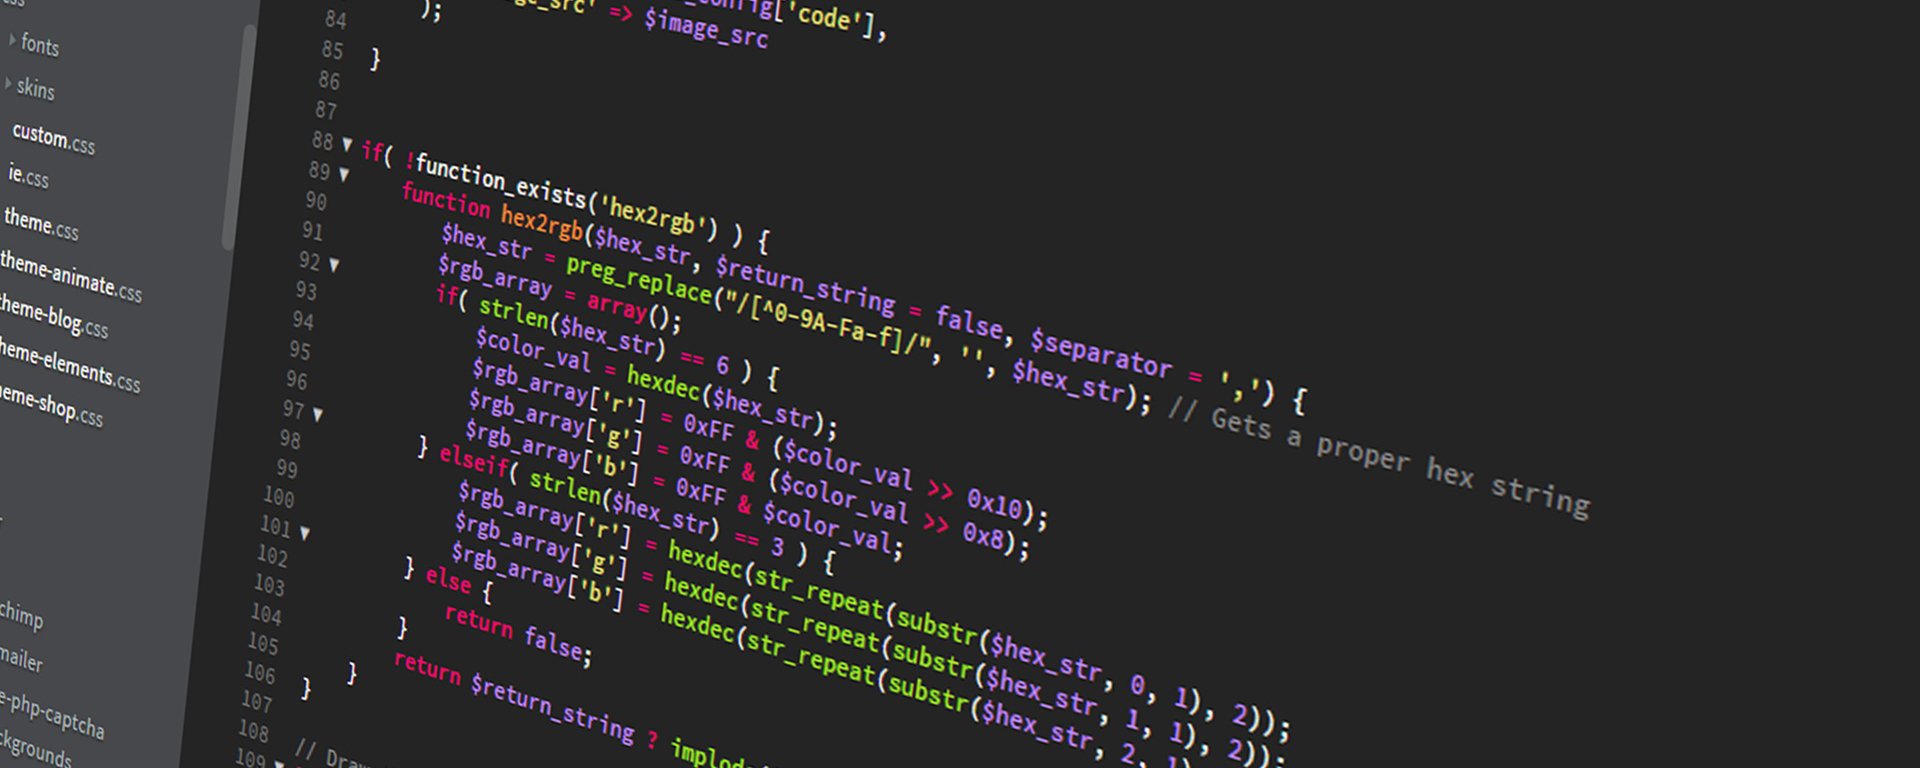 fonts
skins
custom.css
ie.css
theme.css
theme-animate.css
theme-blog.css
theme-elements.css
theme-shop.css
chimp
mailer
e-php-captcha
ckgrounds
84
85
86
87
88
89
90
91
92
93
94
95
96
97
98
99
100
101
102
103
104
105
106
107
108
109
_config['code'],
e_src' => $image_src
);
}
if( !function_exists('hex2rgb') ) {
function hex2rgb($hex_str, $return_string = false, $separator = ',') {
$hex_str = preg_replace("/[^0-9A-Fa-f]/", '', $hex_str); // Gets a proper hex string
$rgb_array = array();
if( strlen($hex_str) == 6 ) {
$color_val = hexdec($hex_str);
$rgb_array['r'] = 0xFF & ($color_val >> 0x10);
$rgb_array['g'] = 0xFF & ($color_val >> 0x8);
$rgb_array['b'] = 0xFF & $color_val;
} elseif( strlen($hex_str) == 3 ) {
$rgb_array['r'] = hexdec(str_repeat(substr($hex_str, 0, 1), 2));
$rgb_array['g'] = hexdec(str_repeat(substr($hex_str, 1, 1), 2));
$rgb_array['b'] = hexdec(str_repeat(substr($hex_str, 2, 1)
} else {
return false;
}
return $return_string ? implod
}
}
// Dra